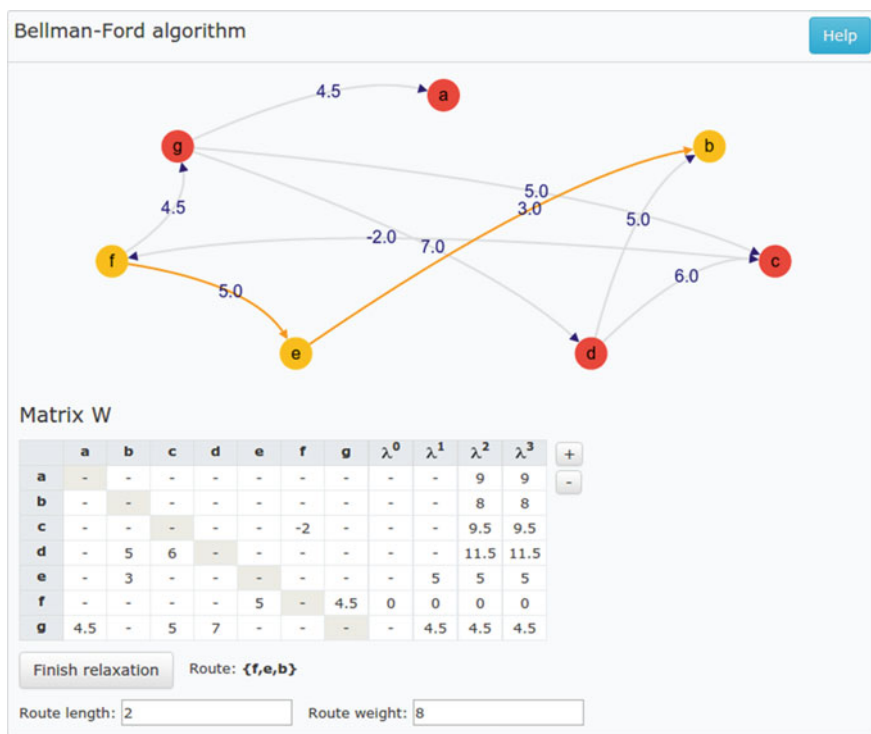 Bellman-Ford algorithm
Help
4.5
a
g
b
5.0
4.5
3.0
5.0
-2.0
7.0
f
c
6.0
5.0
e
d
Matrix W
a b c d e f g λ0 λ1 λ2 λ3 +
a - - - - - - - - - 9 9 -
b - - - - - - - - - 8 8
c - - - - - -2 - - - 9.5 9.5
d - 5 6 - - - - - - 11.5 11.5
e - 3 - - - - - - 5 5 5
f - - - - 5 - 4.5 0 0 0 0
g 4.5 - 5 7 - - - - 4.5 4.5 4.5
Finish relaxation Route: {f,e,b}
Route length: 2 Route weight: 8